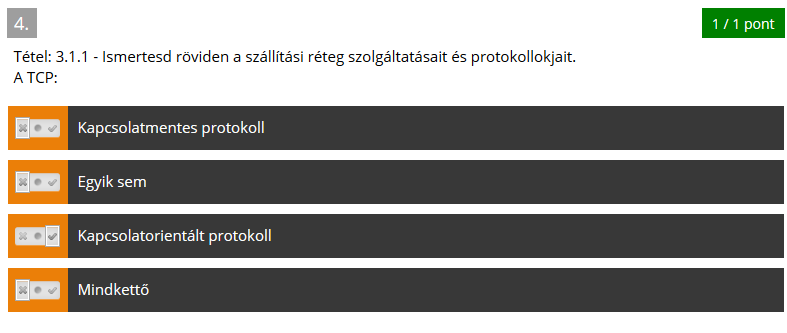 4.
1 / 1 pont
Tétel: 3.1.1 - Ismertesd röviden a szállítási réteg szolgáltatásait és protokollokjait.
A TCP:
Kapcsolatmentes protokoll
Egyik sem
Kapcsolatorientált protokoll
Mindkettő